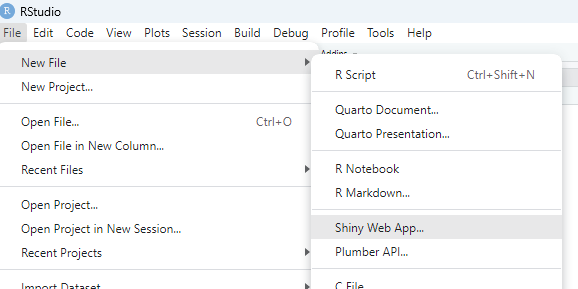 R RStudio
File Edit Code View Plots Session Build Debug Profile Tools Help
Addins
New File
New Project...
Open File... Ctrl+O
Open File in New Column...
Recent Files
Open Project...
Open Project in New Session...
Recent Projects
Import Dataset
R Script Ctrl+Shift+N
Quarto Document...
Quarto Presentation...
R Notebook
R Markdown...
Shiny Web App...
Plumber API...
C File